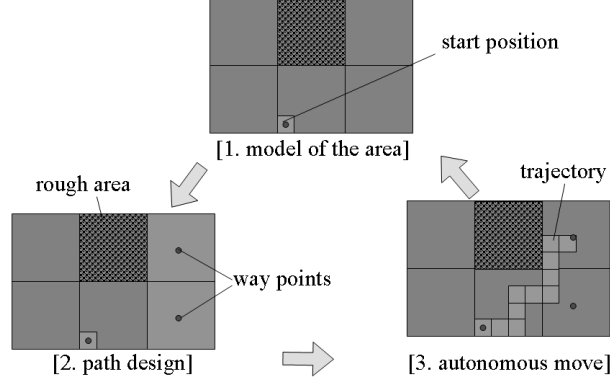 start position
[1. model of the area]
rough area
trajectory
way points
[2. path design]
[3. autonomous move]